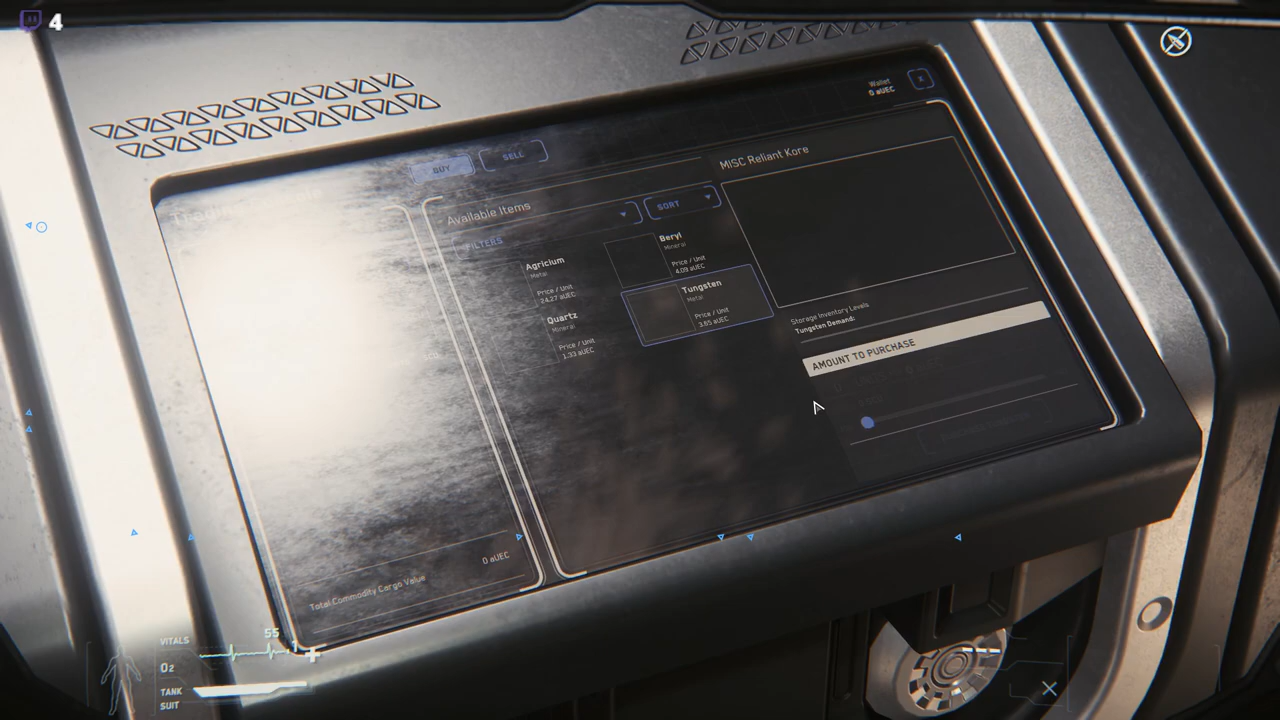 4
Wallet
0 aUEC
BUY
SELL
MISC Reliant Kore
Available Items
SORT
FILTERS
Agricium
Metal
Price / Unit
24.27 aUEC
Beryl
Mineral
Price / Unit
4.09 aUEC
Quartz
Mineral
Price / Unit
1.33 aUEC
Tungsten
Metal
Price / Unit
3.85 aUEC
Storage Inventory Levels
Tungsten Demand:
AMOUNT TO PURCHASE
Total Commodity Cargo Value
0 aUEC
VITALS
55
O2
TANK
SUIT